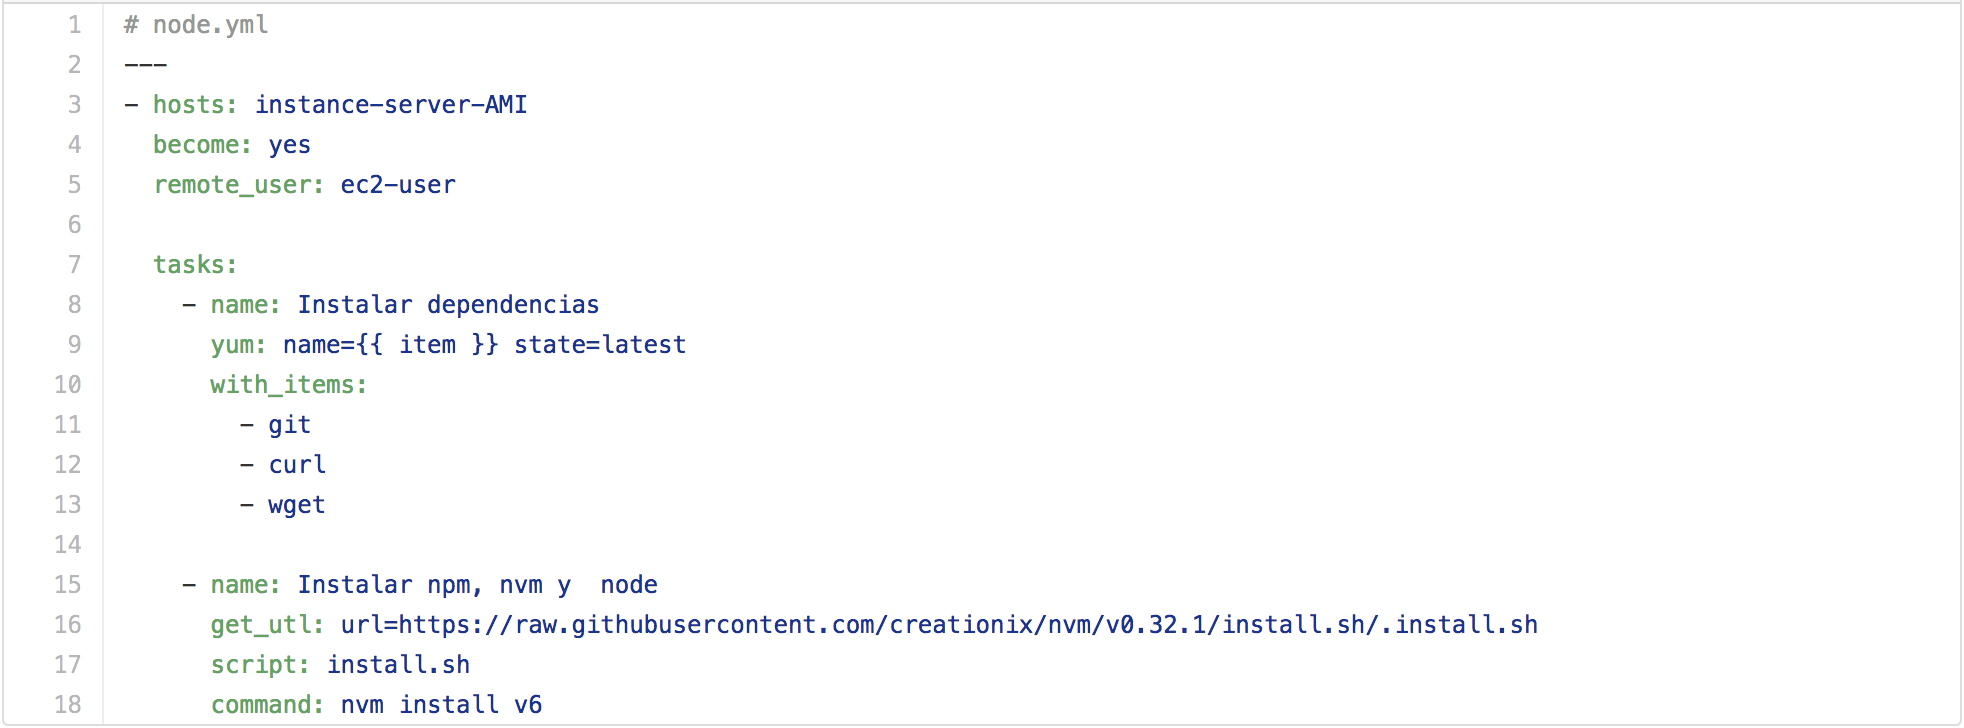 1 # node.yml
2 ---
3 - hosts: instance-server-AMI
4   become: yes
5   remote_user: ec2-user
6
7   tasks:
8     - name: Instalar dependencias
9       yum: name={{ item }} state=latest
10       with_items:
11         - git
12         - curl
13         - wget
14
15     - name: Instalar npm, nvm y  node
16       get_utl: url=https://raw.githubusercontent.com/creationix/nvm/v0.32.1/install.sh/.install.sh
17       script: install.sh
18       command: nvm install v6